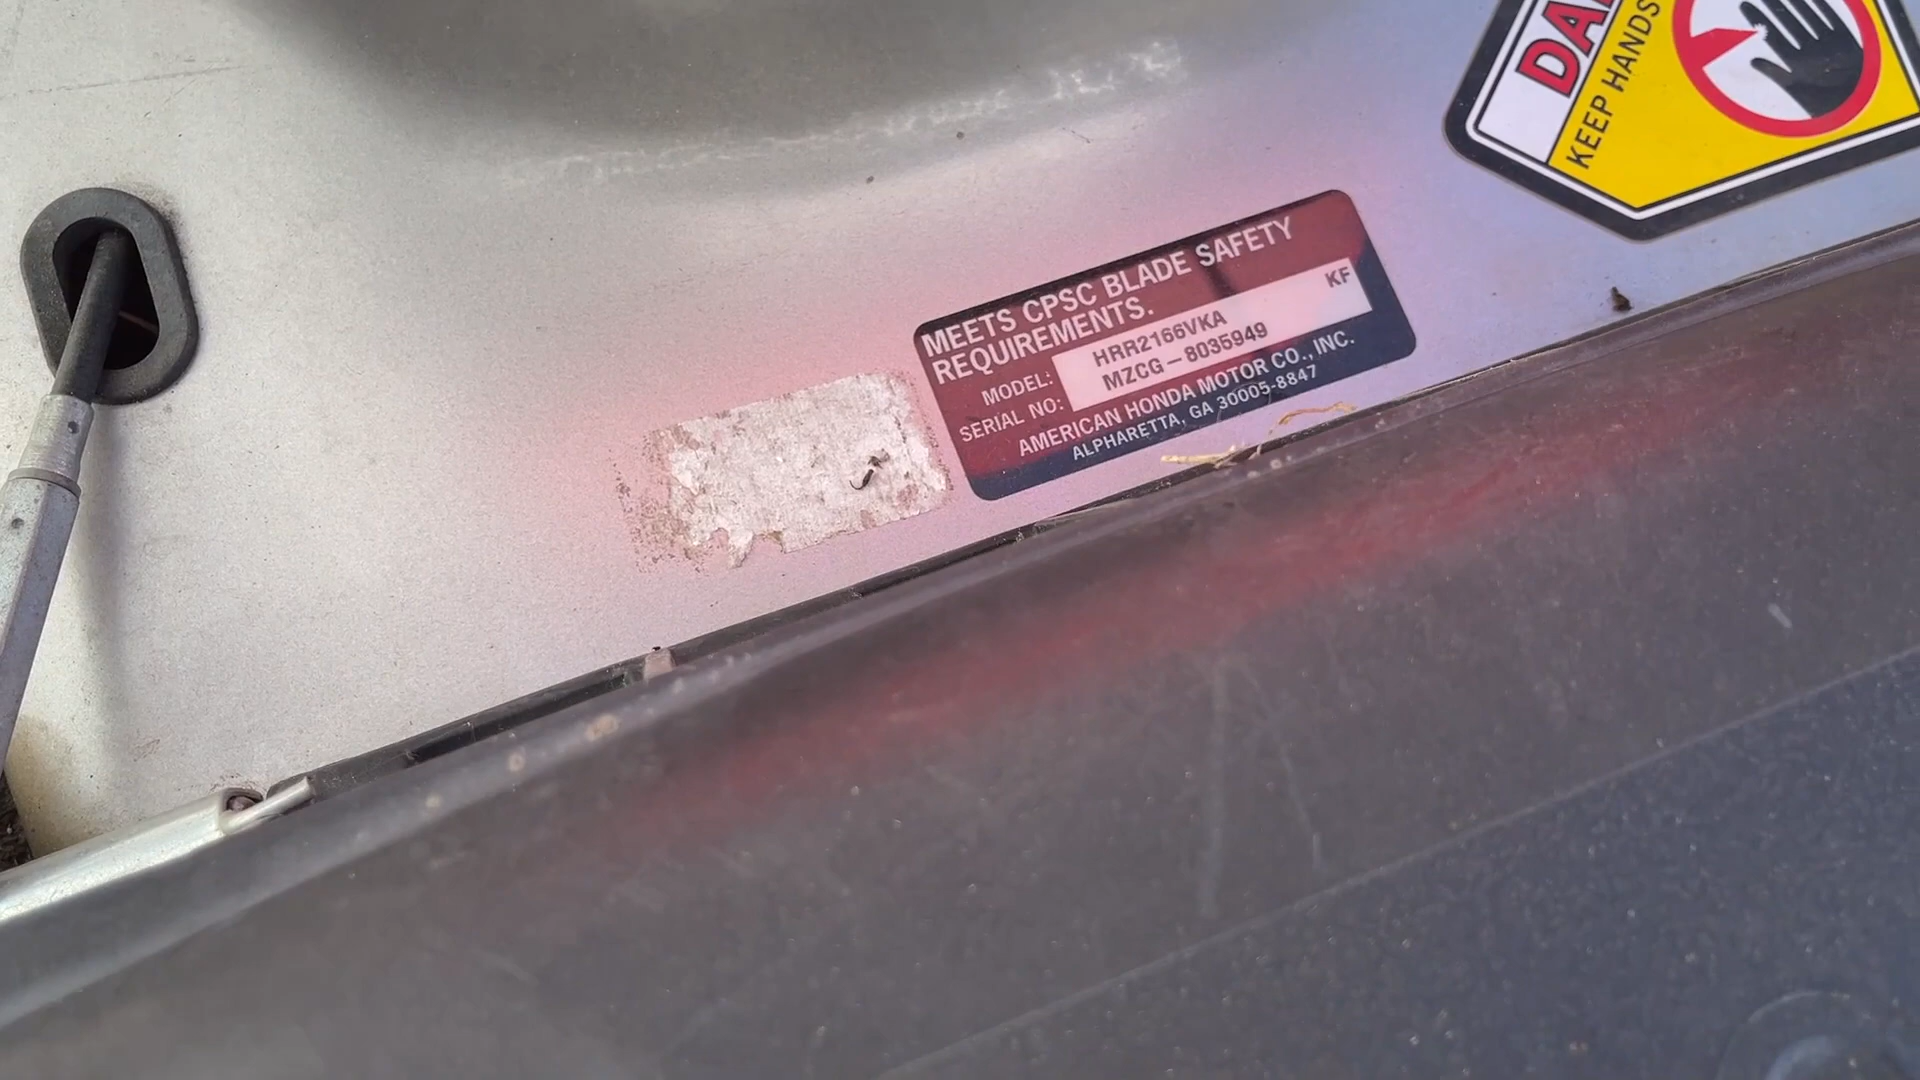 MEETS CPSC BLADE SAFETY
REQUIREMENTS.
KF
MODEL: HRR2166VKA
SERIAL NO: MZCG-8035949
AMERICAN HONDA MOTOR CO., INC.
ALPHARETTA, GA 30005-8847
KEEP HANDS